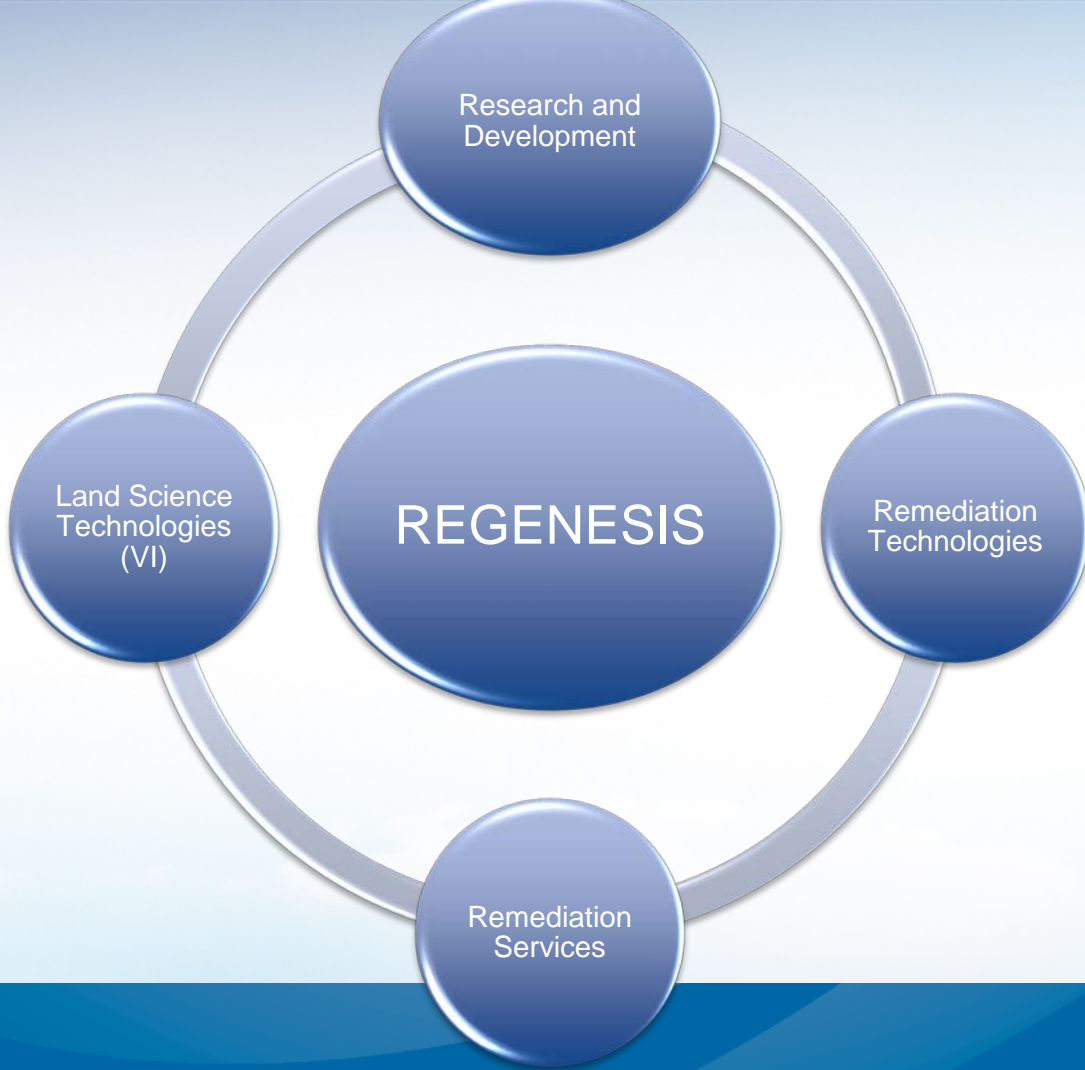 Research and
Development
Land Science
Technologies
(VI)
REGENESIS
Remediation
Technologies
Remediation
Services